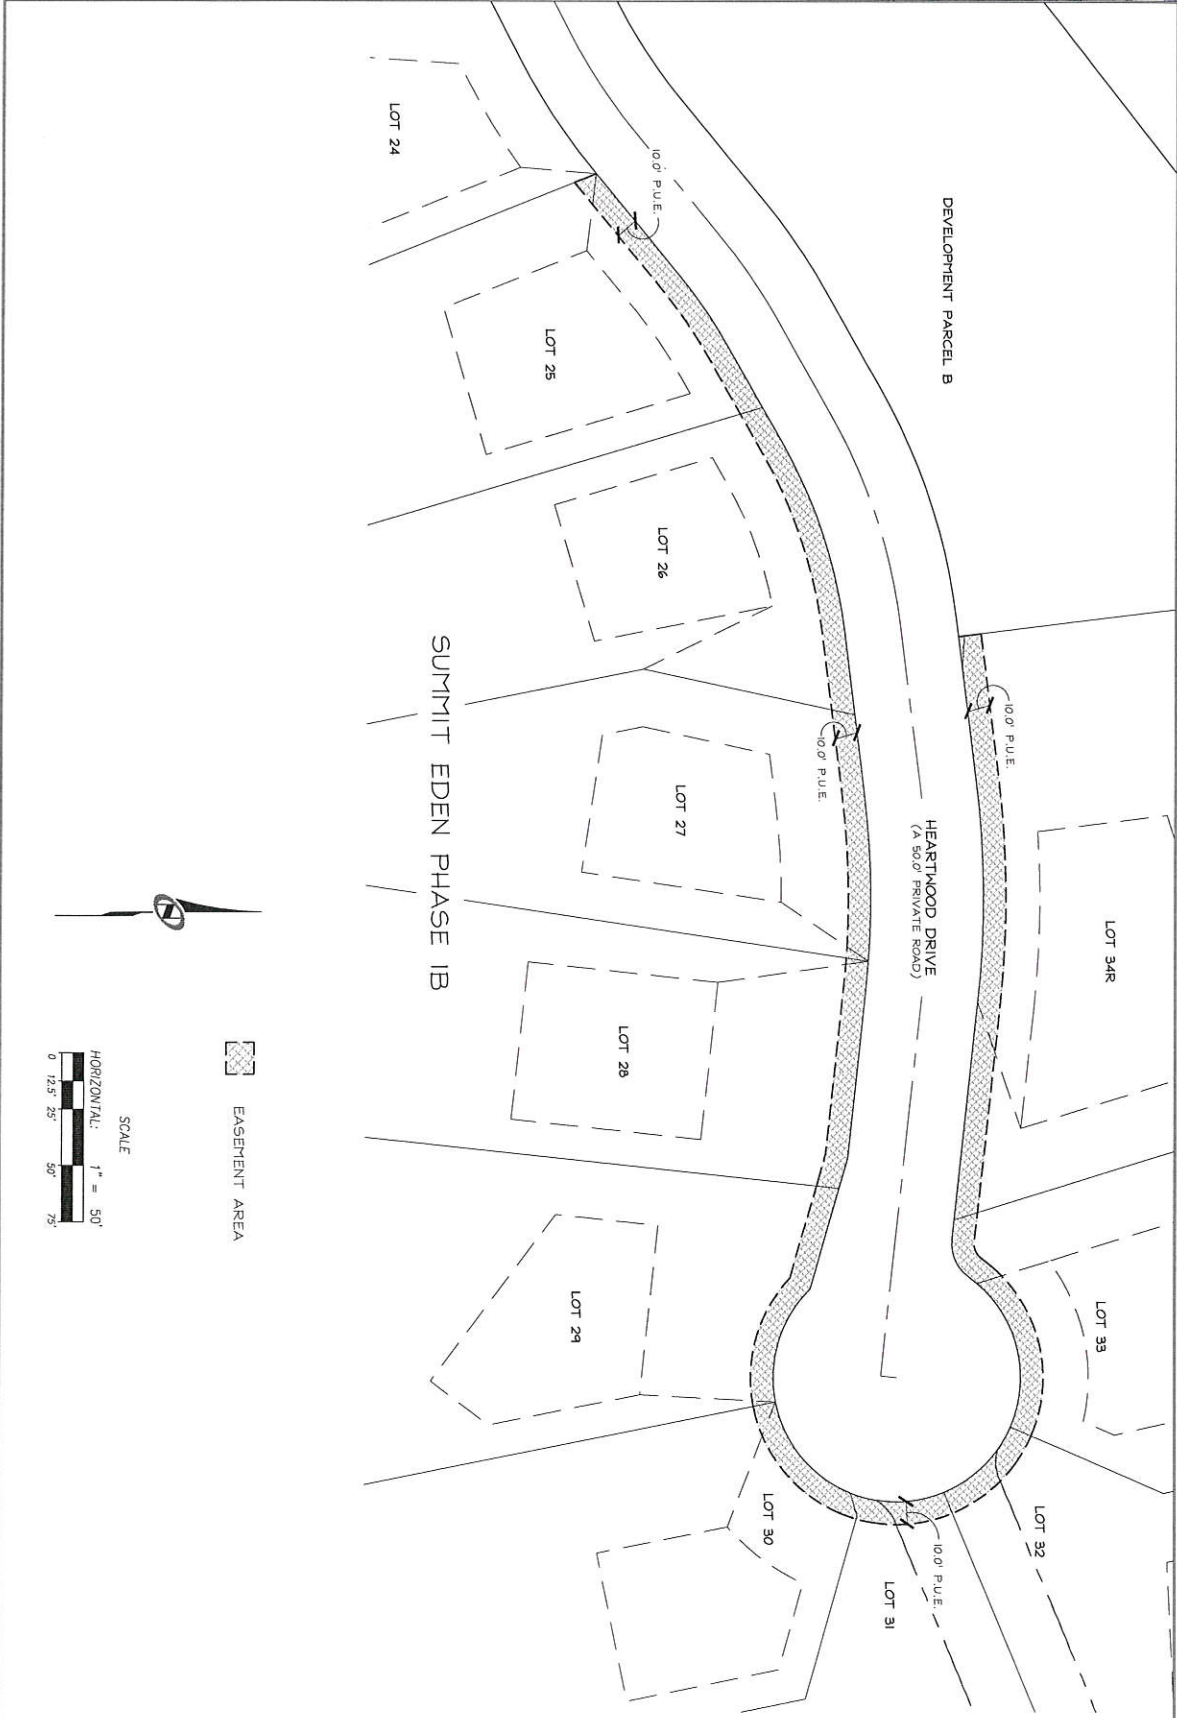 DEVELOPMENT PARCEL B
10.0' P.U.E.
LOT 24
LOT 25
LOT 26
10.0' P.U.E.
10.0' P.U.E.
HEARTWOOD DRIVE
(A 50.0' PRIVATE ROAD)
LOT 34R
LOT 27
LOT 28
SUMMIT EDEN PHASE 1B
LOT 33
LOT 29
LOT 32
10.0' P.U.E.
LOT 31
LOT 30
N
EASEMENT AREA
SCALE
HORIZONTAL: 1" = 50'
0 12.5' 25' 50' 75'